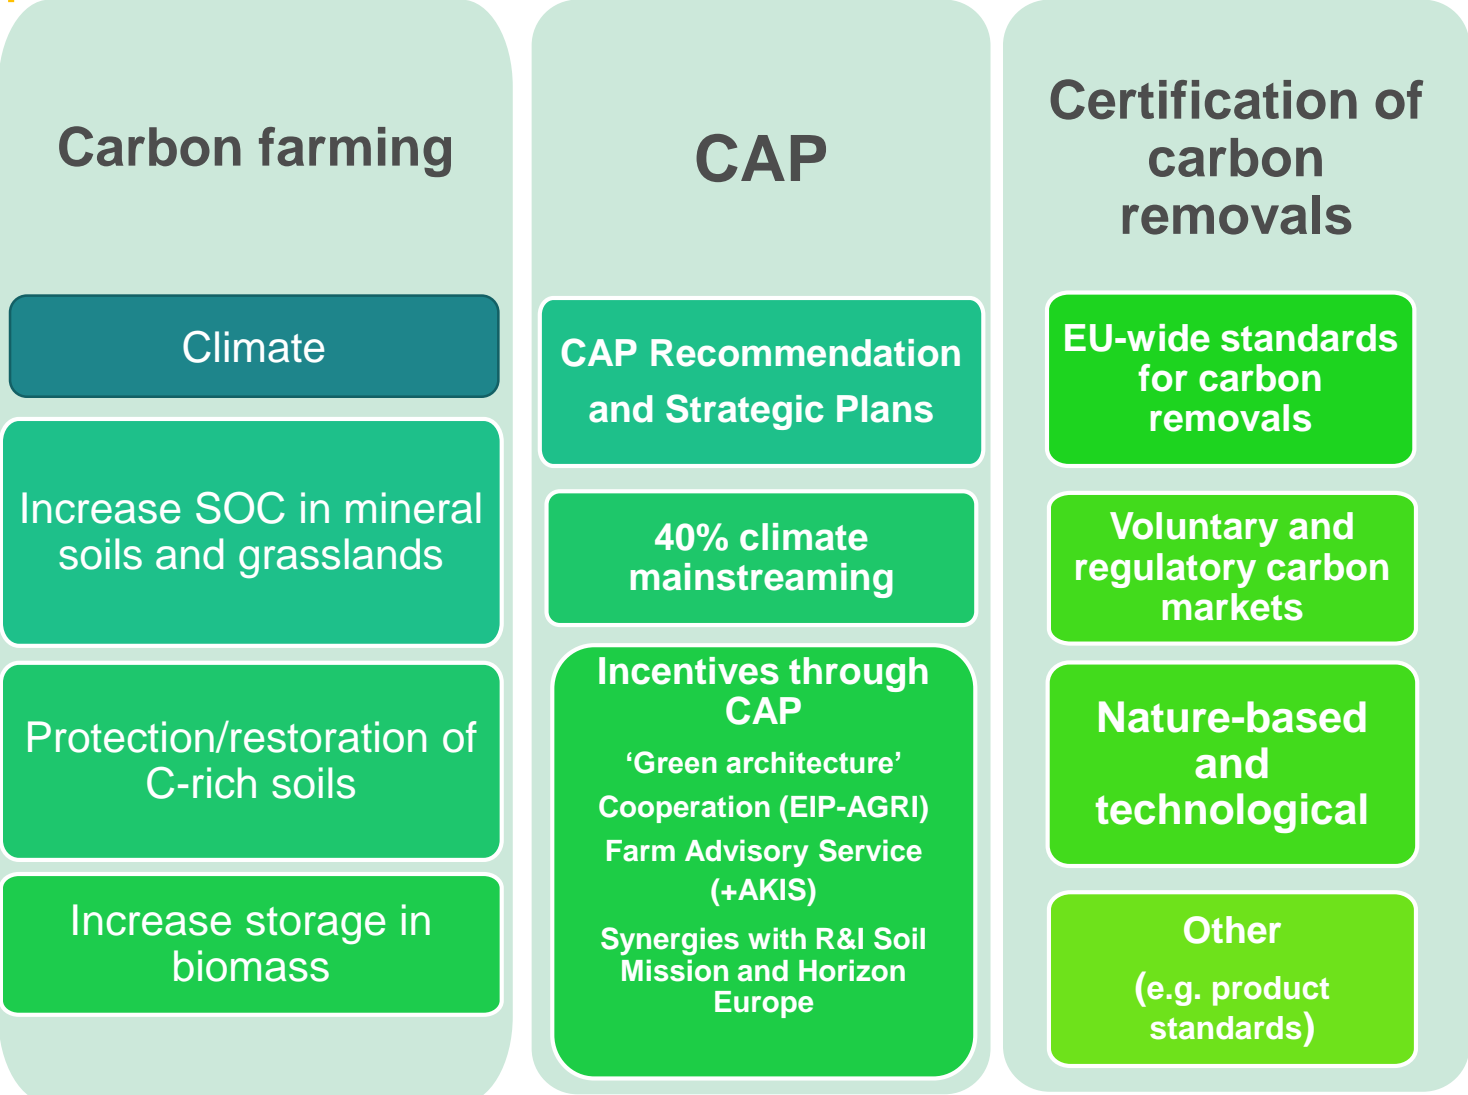 Carbon farming
Climate
Increase SOC in mineral
soils and grasslands
Protection/restoration of
C-rich soils
Increase storage in
biomass
CAP
CAP Recommendation
and Strategic Plans
40% climate
mainstreaming
Incentives through
CAP
‘Green architecture’
Cooperation (EIP-AGRI)
Farm Advisory Service
(+AKIS)
Synergies with R&I Soil
Mission and Horizon
Europe
Certification of
carbon
removals
EU-wide standards
for carbon
removals
Voluntary and
regulatory carbon
markets
Nature-based
and
technological
Other
(e.g. product
standards)